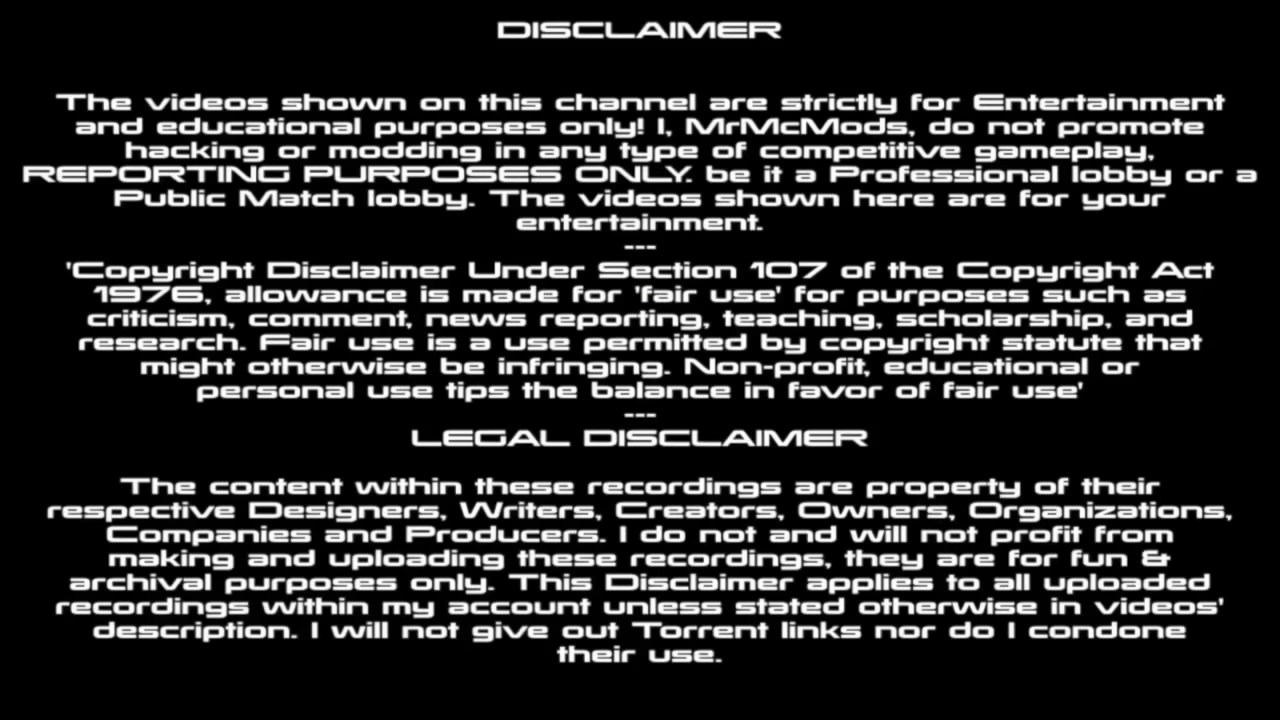 DISCLAIMER
The videos shown on this channel are strictly for Entertainment
and educational purposes only! I, MrMcMods, do not promote
hacking or modding in any type of competitive gameplay,
REPORTING PURPOSES ONLY. be it a Professional lobby or a
Public Match lobby. The videos shown here are for your
entertainment.
---
'Copyright Disclaimer Under Section 107 of the Copyright Act
1976, allowance is made for 'fair use' for purposes such as
criticism, comment, news reporting, teaching, scholarship, and
research. Fair use is a use permitted by copyright statute that
might otherwise be infringing. Non-profit, educational or
personal use tips the balance in favor of fair use'
---
LEGAL DISCLAIMER
The content within these recordings are property of their
respective Designers, Writers, Creators, Owners, Organizations,
Companies and Producers. I do not and will not profit from
making and uploading these recordings, they are for fun &
archival purposes only. This Disclaimer applies to all uploaded
recordings within my account unless stated otherwise in videos'
description. I will not give out Torrent links nor do I condone
their use.